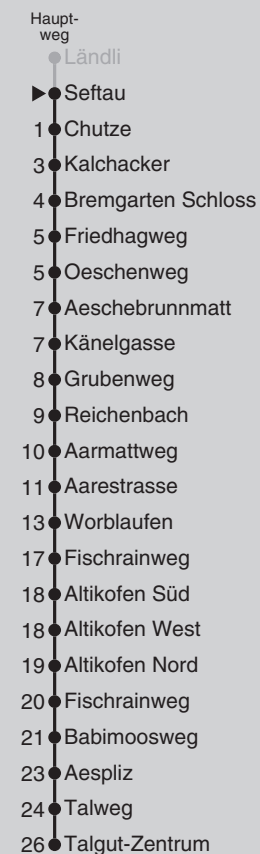 Haupt-
weg
Ländli
Seftau
1 Chutze
3 Kalchacker
4 Bremgarten Schloss
5 Friedhagweg
5 Oeschenweg
7 Aeschebrunnmatt
7 Känelgasse
8 Grubenweg
9 Reichenbach
10 Aarmattweg
11 Aarestrasse
13 Worblaufen
17 Fischrainweg
18 Altikofen Süd
18 Altikofen West
19 Altikofen Nord
20 Fischrainweg
21 Babimoosweg
23 Aespliz
24 Talweg
26 Talgut-Zentrum